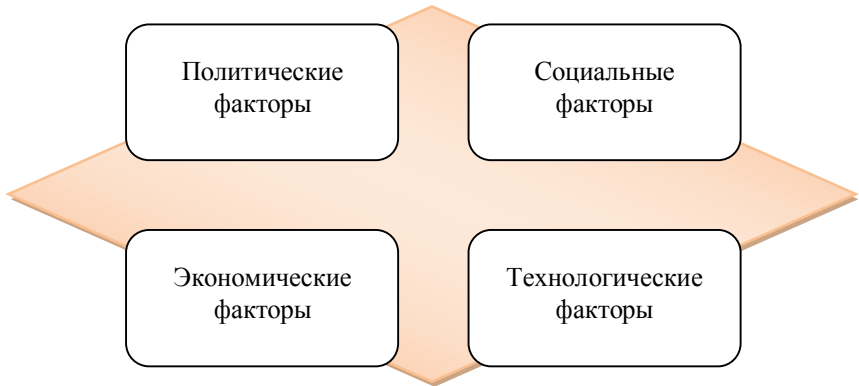 Политические
факторы
Социальные
факторы
Экономические
факторы
Технологические
факторы